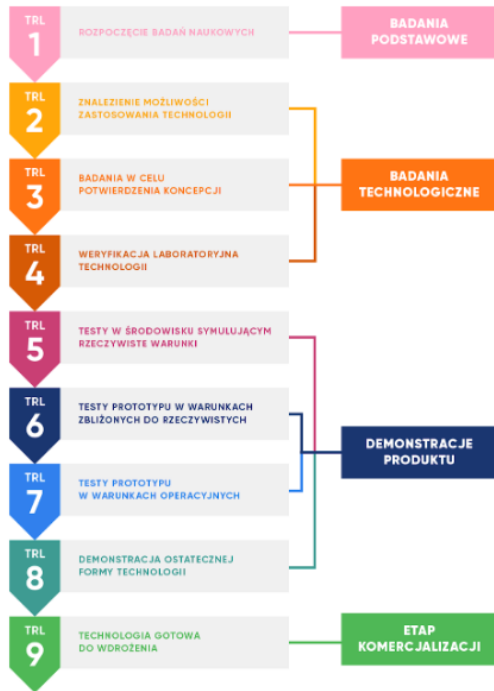 TRL
1
ROZPOCZĘCIE BADAŃ NAUKOWYCH
BADANIA
PODSTAWOWE
TRL
2
ZNALEZIENIE MOŻLIWOŚCI
ZASTOSOWANIA TECHNOLOGII
TRL
3
BADANIA W CELU
POTWIERDZENIA KONCEPCJI
BADANIA
TECHNOLOGICZNE
TRL
4
WERYFIKACJA LABORATORYJNA
TECHNOLOGII
TRL
5
TESTY W ŚRODOWISKU SYMULUJĄCYM
RZECZYWISTE WARUNKI
TRL
6
TESTY PROTOTYPU W WARUNKACH
ZBLIŻONYCH DO RZECZYWISTYCH
DEMONSTRACJE
PRODUKTU
TRL
7
TESTY PROTOTYPU
W WARUNKACH OPERACYJNYCH
TRL
8
DEMONSTRACJA OSTATECZNEJ
FORMY TECHNOLOGII
TRL
9
TECHNOLOGIA GOTOWA
DO WDROŻENIA
ETAP
KOMERCJALIZACJI